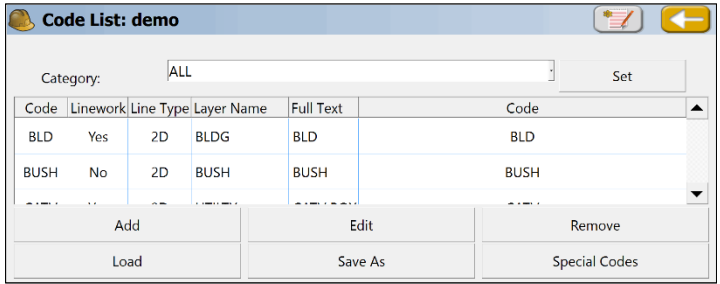 Code List: demo
Category: ALL Set
Code Linework Line Type Layer Name Full Text Code
BLD Yes 2D BLDG BLD BLD
BUSH No 2D BUSH BUSH BUSH
Add Edit Remove
Load Save As Special Codes